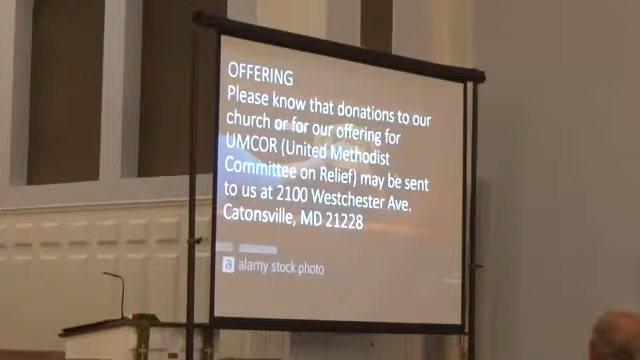 OFFERING
Please know that donations to our
church or for our offering for
UMCOR (United Methodist
Committee on Relief) may be sent
to us at 2100 Westchester Ave.
Catonsville, MD 21228
a alamy stock photo